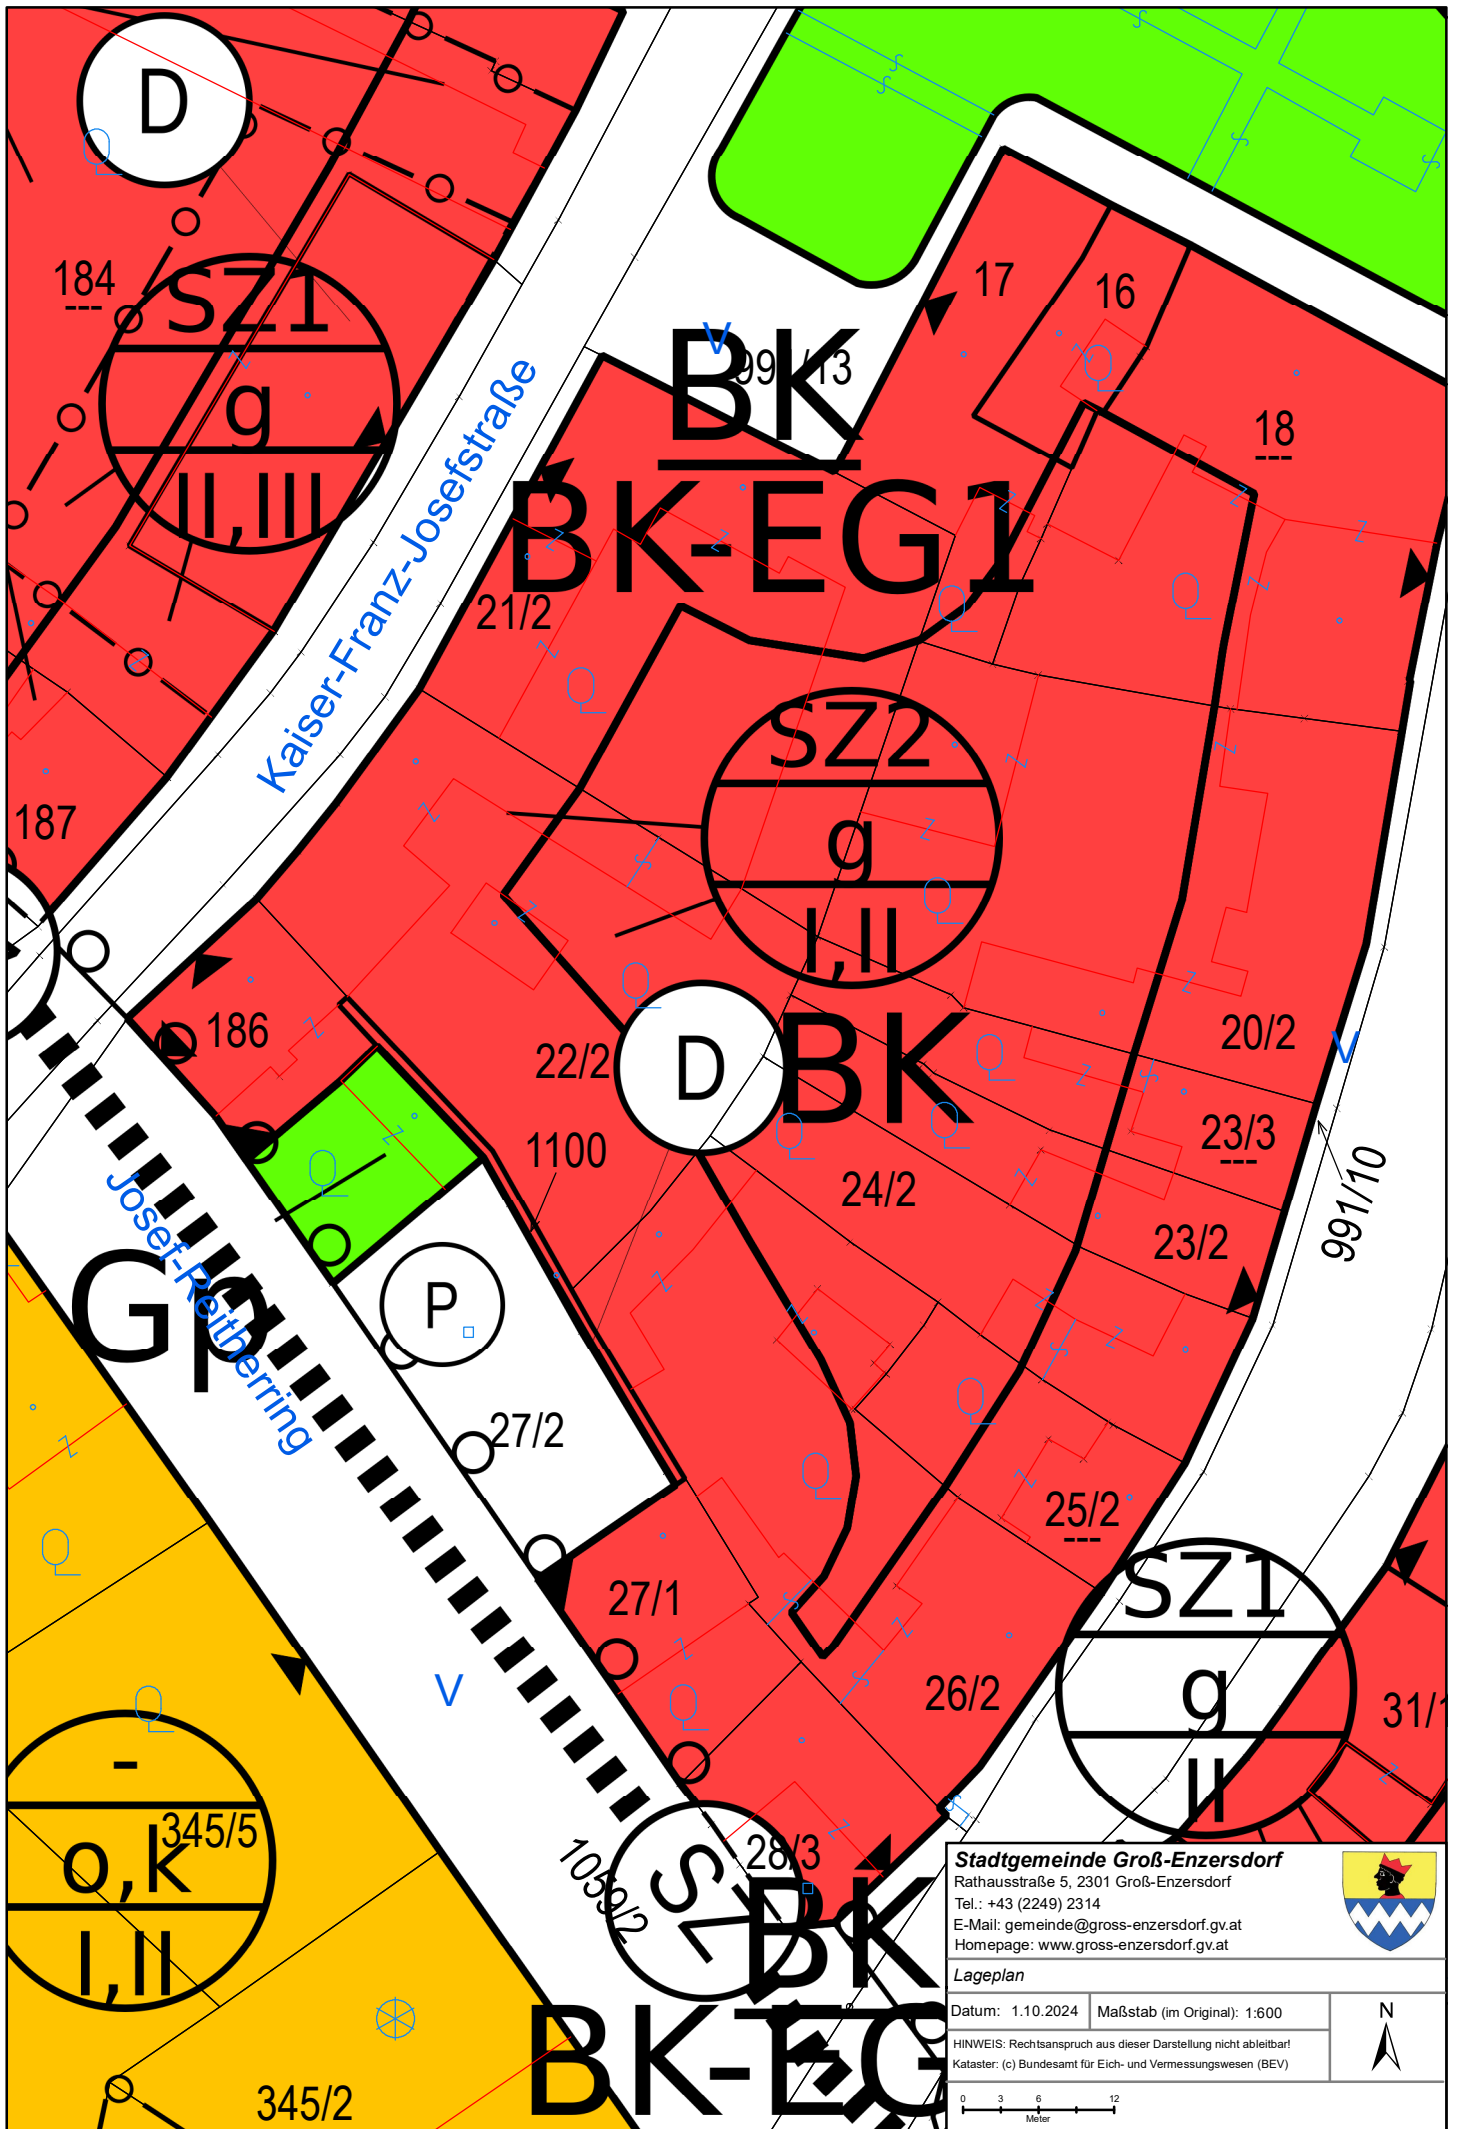 D
184
SZ1
g
II,III
187
Kaiser-Franz-Josefstraße
V
BK
BK-EG1
21/2
17
16
18
SZ2
g
I,II
186
22/2
D
BK
1100
24/2
20/2
V
23/3
23/2
991/10
Josef-Reitherring
Gp
P
27/2
27/1
25/2
26/2
SZ1
g
II
V
-
o,k
I,II
345/5
345/2
1059/2
28/3
BK
BK-EG
Stadtgemeinde Groß-Enzersdorf
Rathausstraße 5, 2301 Groß-Enzersdorf
Tel.: +43 (2249) 2314
E-Mail: gemeinde@gross-enzersdorf.gv.at
Homepage: www.gross-enzersdorf.gv.at
Lageplan
Datum: 1.10.2024 Maßstab (im Original): 1:600
N
HINWEIS: Rechtsanspruch aus dieser Darstellung nicht ableitbar!
Kataster: (c) Bundesamt für Eich- und Vermessungswesen (BEV)
0 3 6 12
Meter